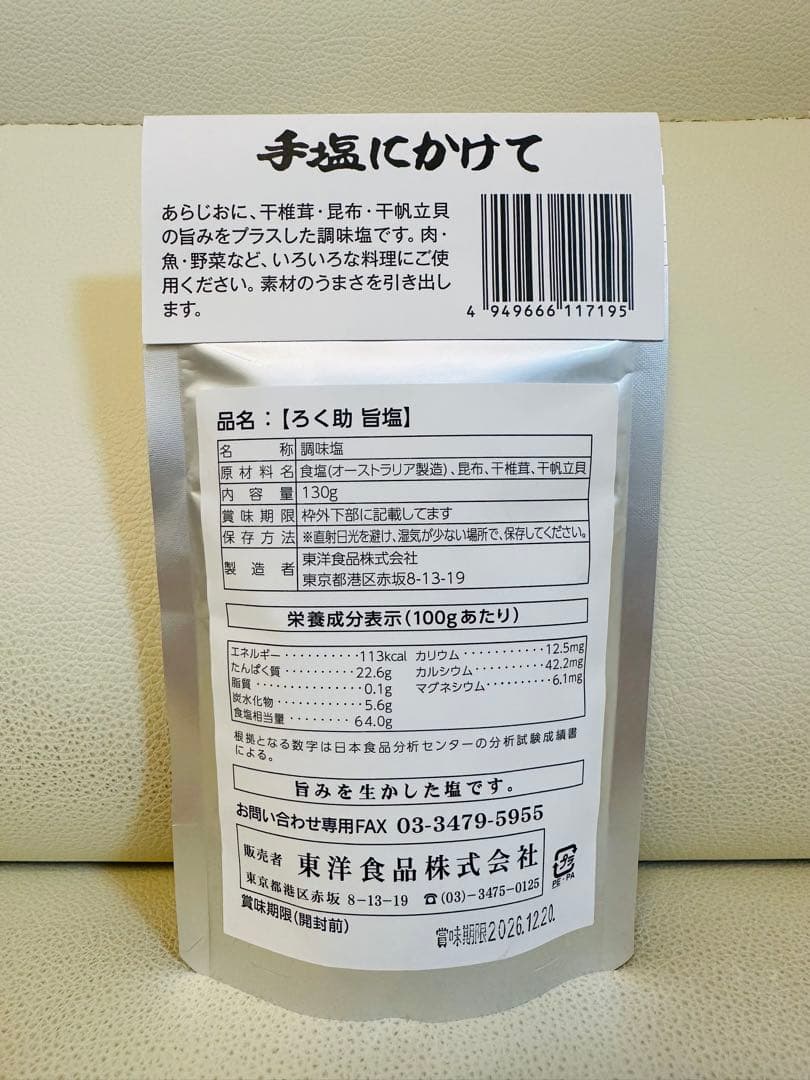 手塩にかけて
あらじおに、干椎茸・昆布・干帆立貝
の旨みをプラスした調味塩です。肉・
魚・野菜など、いろいろな料理にご使
用ください。素材のうまさを引き出し
ます。
4 949666 117195
品名：【ろく助 旨塩】
名称 調味塩
原材料名 食塩(オーストラリア製造)、昆布、干椎茸、干帆立貝
内容量 130g
賞味期限 枠外下部に記載してます
保存方法 ※直射日光を避け、湿気が少ない場所で、保存してください。
製造者 東洋食品株式会社
東京都港区赤坂8-13-19
栄養成分表示(100gあたり)
エネルギー・・・・・・・・・・113kcal
たんぱく質・・・・・・・・・・22.6g
脂質・・・・・・・・・・・・・・0.1g
炭水化物・・・・・・・・・・・5.6g
食塩相当量・・・・・・・・64.0g
カリウム・・・・・・・・・・・12.5mg
カルシウム・・・・・・・・・42.2mg
マグネシウム・・・・・・・・6.1mg
根拠となる数字は日本食品分析センターの分析試験成績書
による。
旨みを生かした塩です。
お問い合わせ専用FAX 03-3479-5955
販売者 東洋食品株式会社
東京都港区赤坂 8-13-19 ☎(03)-3475-0125
プラ
PE・PA
賞味期限(開封前)
賞味期限2026.12.20.